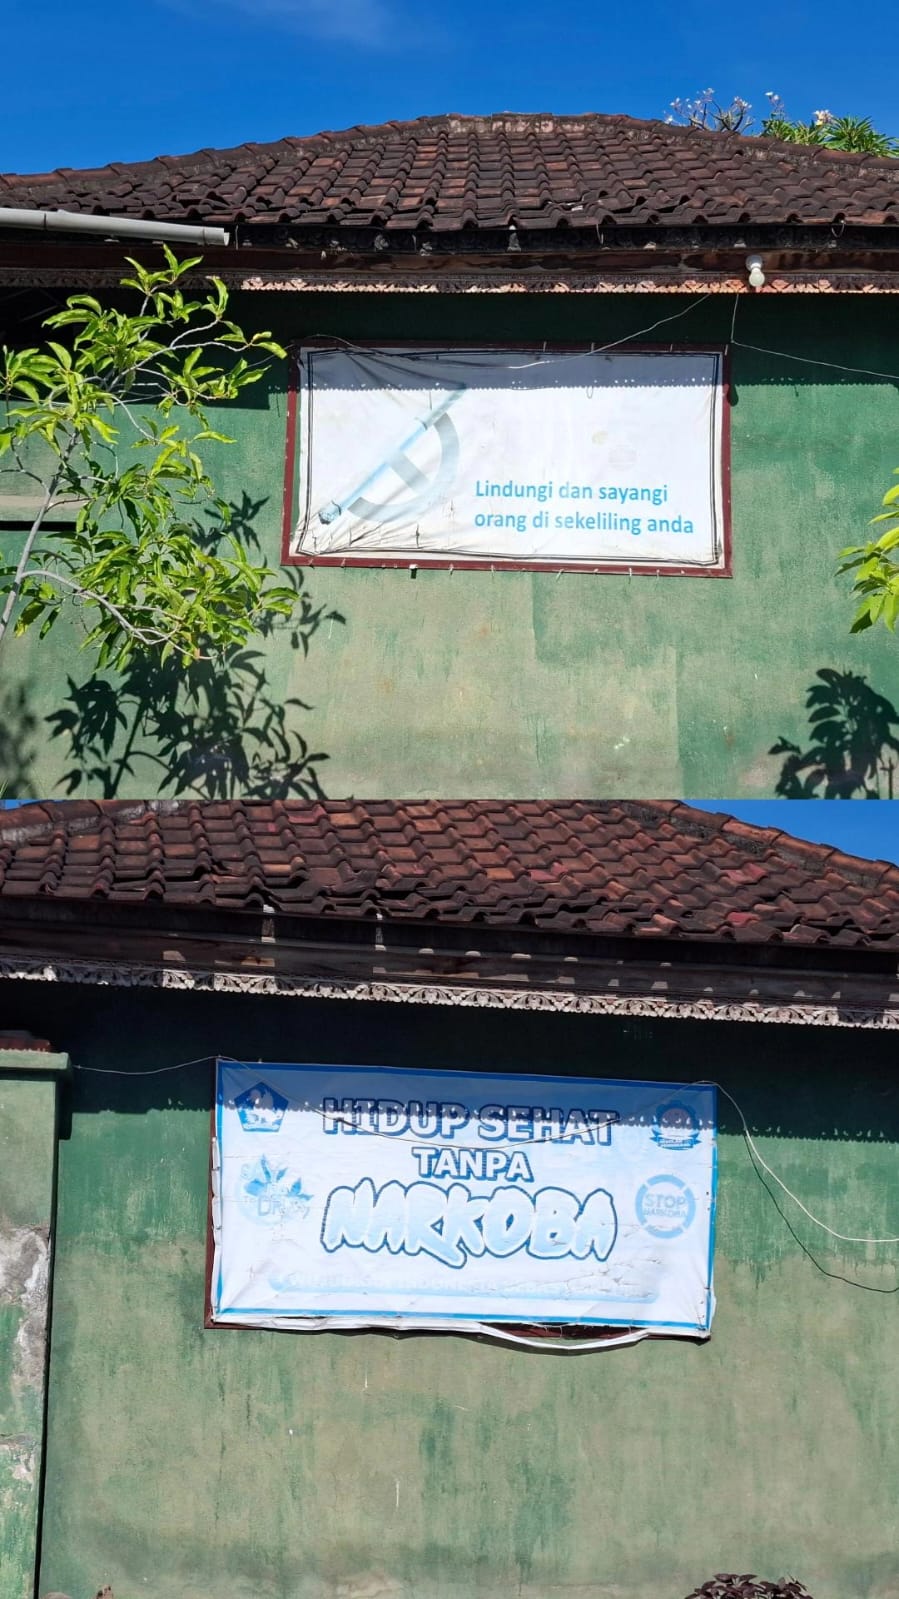 Lindungi dan sayangi
orang di sekeliling anda
HIDUP SEHAT
TANPA
NARKOBA
STOP
NARKOBA